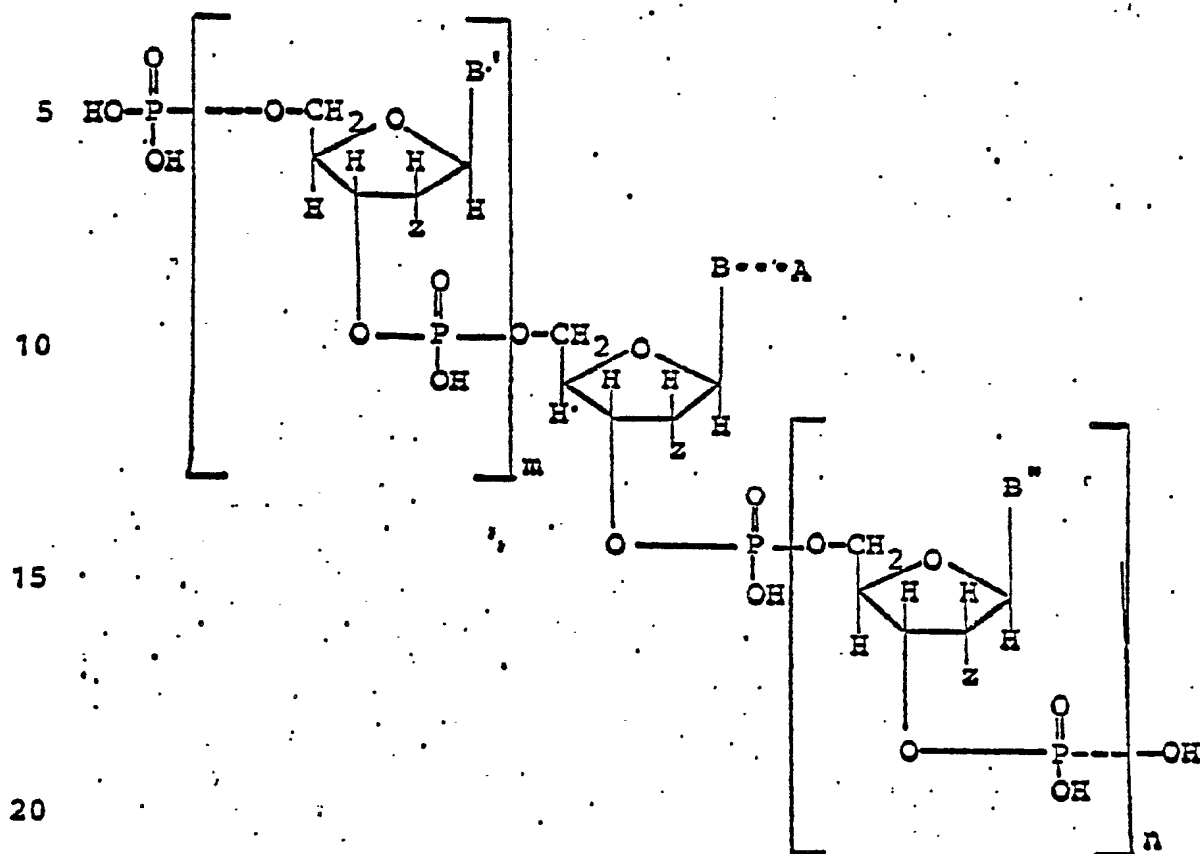 O
B'
5 HO-P-O-CH2 O
OH H H
H Z H
O B---A
10 O P O-CH2 O
OH H H
H Z H
m
O B"
15 O P O-CH2 O
OH H H
H Z H
O
O P OH
OH
20
n